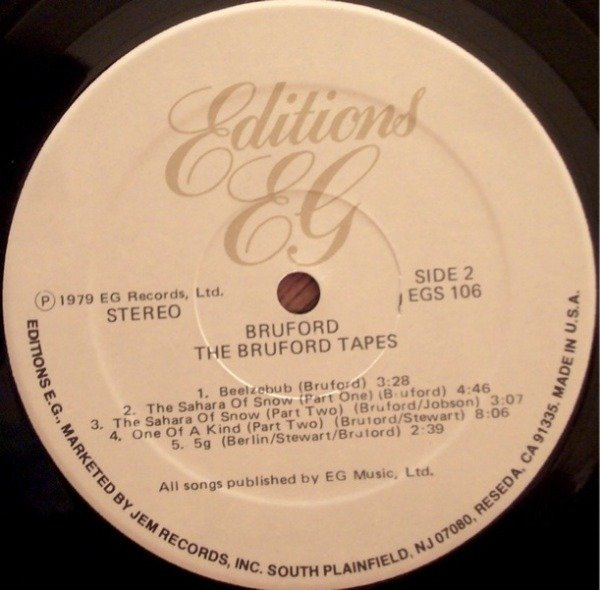 Editions
EG
SIDE 2
EGS 106
Ⓟ 1979 EG Records, Ltd.
STEREO
BRUFORD
THE BRUFORD TAPES
1. Beelzebub (Bruford) 3:28
2. The Sahara Of Snow (Part One) (Bruford) 4:46
3. The Sahara Of Snow (Part Two) (Bruford/Jobson) 3:07
4. One Of A Kind (Part Two) (Bruford/Stewart) 8:06
5. 5g (Berlin/Stewart/Bruford) 2:39
All songs published by EG Music, Ltd.
EDITIONS E.G., MARKETED BY JEM RECORDS, INC. SOUTH PLAINFIELD, NJ 07080, RESEDA, CA 91335. MADE IN U.S.A.